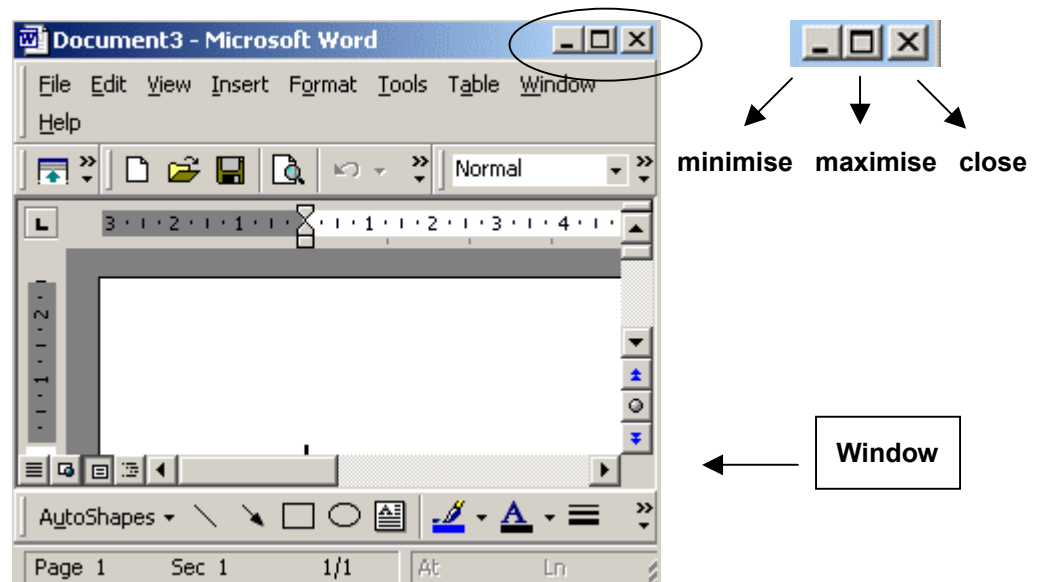 Document3 - Microsoft Word
File Edit View Insert Format Tools Table Window
Help
Normal
L 3 2 1 1 2 3 4
2
1
AutoShapes
A
Page 1 Sec 1 1/1 At Ln
minimise maximise close
Window